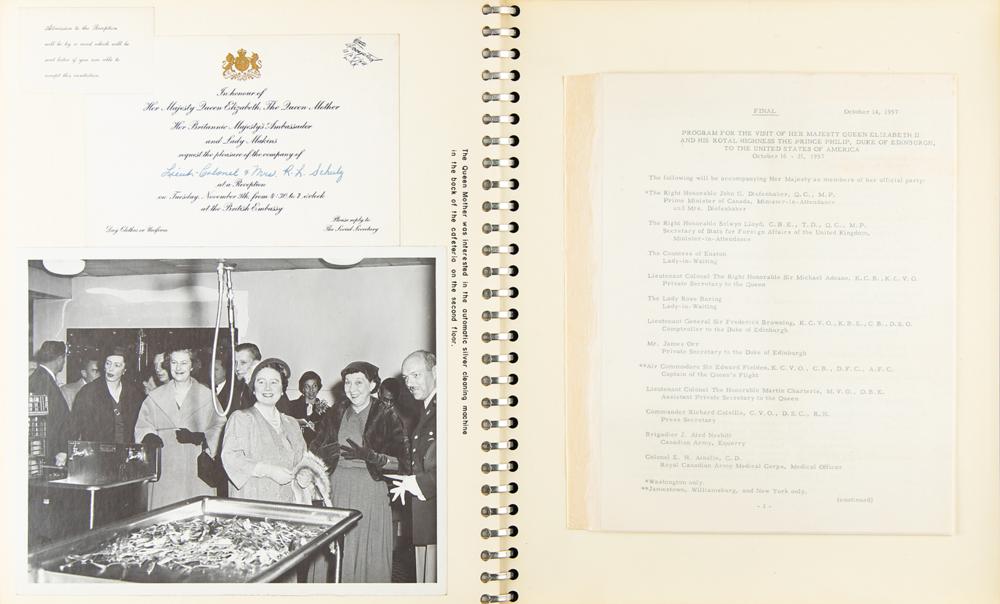 Admission to the Reception
will be by a card which will be
sent later if you are able to
accept this invitation.
In honour of
Her Majesty Queen Elizabeth, The Queen Mother
Her Britannic Majesty's Ambassador
and Lady Makins
request the pleasure of the company of
Lieut-Colonel & Mrs. R. L. Schulz
at a Reception
on Tuesday, November 9th, from 4.30 to 7 o'clock
at the British Embassy
Day Clothes or Uniform
Please reply to
The Social Secretary
The Queen Mother was interested in the automatic silver cleaning machine
in the back of the cafeteria on the second floor.
FINAL
October 14, 1957
PROGRAM FOR THE VISIT OF HER MAJESTY QUEEN ELIZABETH II
AND HIS ROYAL HIGHNESS THE PRINCE PHILIP, DUKE OF EDINBURGH,
TO THE UNITED STATES OF AMERICA
October 16 - 21, 1957
The following will be accompanying Her Majesty as members of her official party:
*The Right Honorable John G. Diefenbaker, Q.C., M.P.
Prime Minister of Canada, Minister-in-Attendance
and Mrs. Diefenbaker
The Right Honorable Selwyn Lloyd, C.B.E., T.D., Q.C., M.P.
Secretary of State for Foreign Affairs of the United Kingdom,
Minister-in-Attendance
The Countess of Euston
Lady-in-Waiting
Lieutenant Colonel The Right Honorable Sir Michael Adeane, K.C.B., K.C.V.O.
Private Secretary to the Queen
The Lady Rose Baring
Lady-in-Waiting
Lieutenant General Sir Frederick Browning, K.C.V.O., K.B.E., C.B., D.S.O.
Comptroller to the Duke of Edinburgh
Mr. James Orr
Private Secretary to the Duke of Edinburgh
**Air Commodore Sir Edward Fielden, K.C.V.O., C.B., D.F.C., A.F.C.
Captain of the Queen's Flight
Lieutenant Colonel The Honorable Martin Charteris, M.V.O., O.B.E.
Assistant Private Secretary to the Queen
Commander Richard Colville, C.V.O., D.S.C., R.N.
Press Secretary
Brigadier J. Aird Nesbitt
Canadian Army, Equerry
Colonel E. H. Ainslie, C.D.
Royal Canadian Army Medical Corps, Medical Officer
*Washington only.
**Jamestown, Williamsburg, and New York only.
(continued)
- 1 -